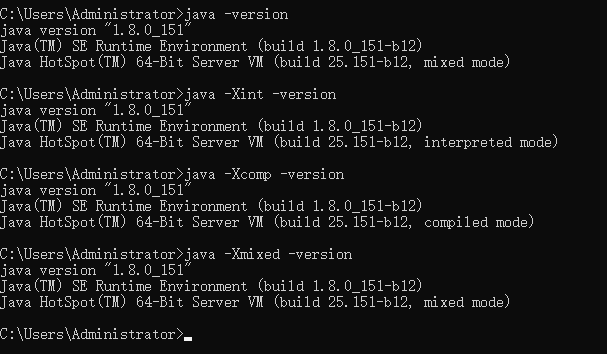 C:\Users\Administrator>java -version
java version "1.8.0_151"
Java(TM) SE Runtime Environment (build 1.8.0_151-b12)
Java HotSpot(TM) 64-Bit Server VM (build 25.151-b12, mixed mode)
C:\Users\Administrator>java -Xint -version
java version "1.8.0_151"
Java(TM) SE Runtime Environment (build 1.8.0_151-b12)
Java HotSpot(TM) 64-Bit Server VM (build 25.151-b12, interpreted mode)
C:\Users\Administrator>java -Xcomp -version
java version "1.8.0_151"
Java(TM) SE Runtime Environment (build 1.8.0_151-b12)
Java HotSpot(TM) 64-Bit Server VM (build 25.151-b12, compiled mode)
C:\Users\Administrator>java -Xmixed -version
java version "1.8.0_151"
Java(TM) SE Runtime Environment (build 1.8.0_151-b12)
Java HotSpot(TM) 64-Bit Server VM (build 25.151-b12, mixed mode)
C:\Users\Administrator>